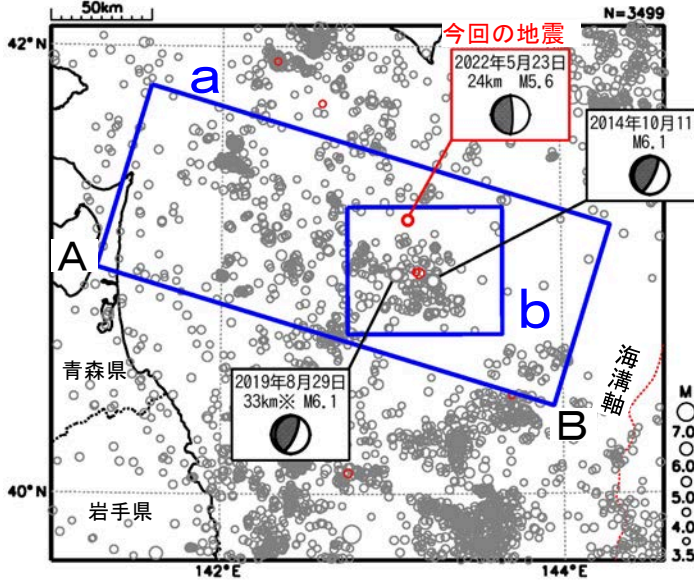 50km
N=3499
42°N
今回の地震
2022年5月23日
24km M5.6
2014年10月11
M6.1
a
A
b
青森県
2019年8月29日
33km※ M6.1
海溝軸
B
M
7.0
6.0
5.0
4.0
3.5
40°N
岩手県
142°E
144°E